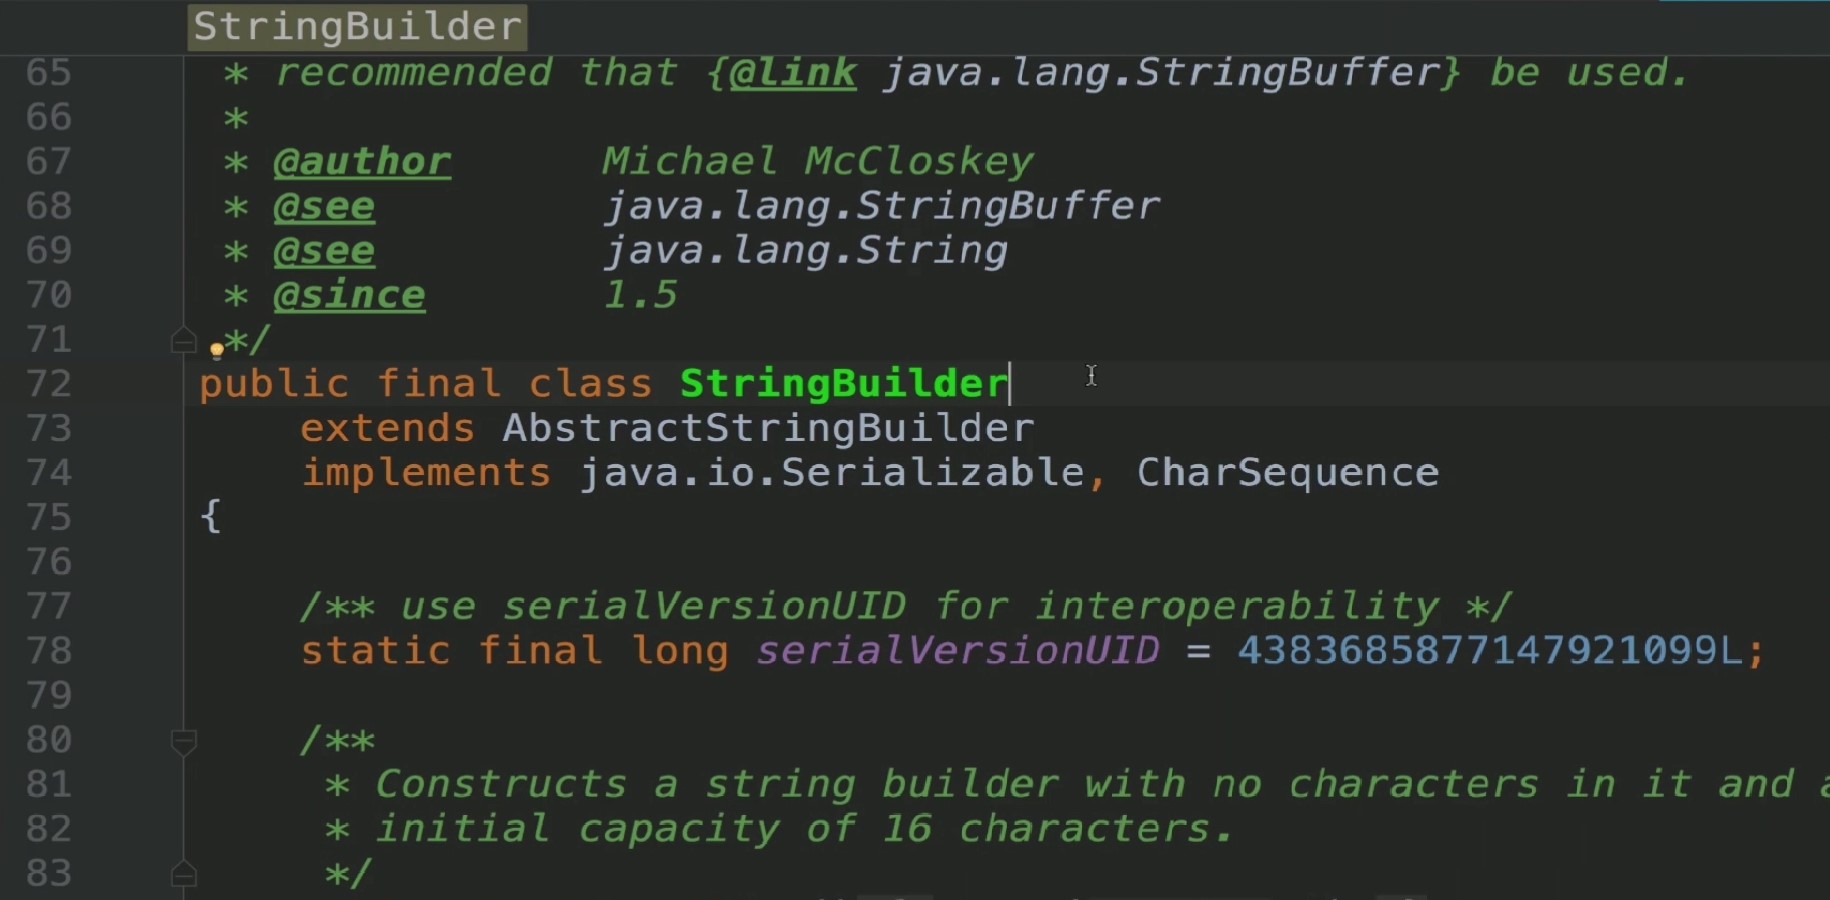 StringBuilder
65 * recommended that {@link java.lang.StringBuffer} be used.
66 *
67 * @author Michael McCloskey
68 * @see java.lang.StringBuffer
69 * @see java.lang.String
70 * @since 1.5
71 */
72 public final class StringBuilder
73 extends AbstractStringBuilder
74 implements java.io.Serializable, CharSequence
75 {
76
77 /** use serialVersionUID for interoperability */
78 static final long serialVersionUID = 4383685877147921099L;
79
80 /**
81 * Constructs a string builder with no characters in it and
82 * initial capacity of 16 characters.
83 */